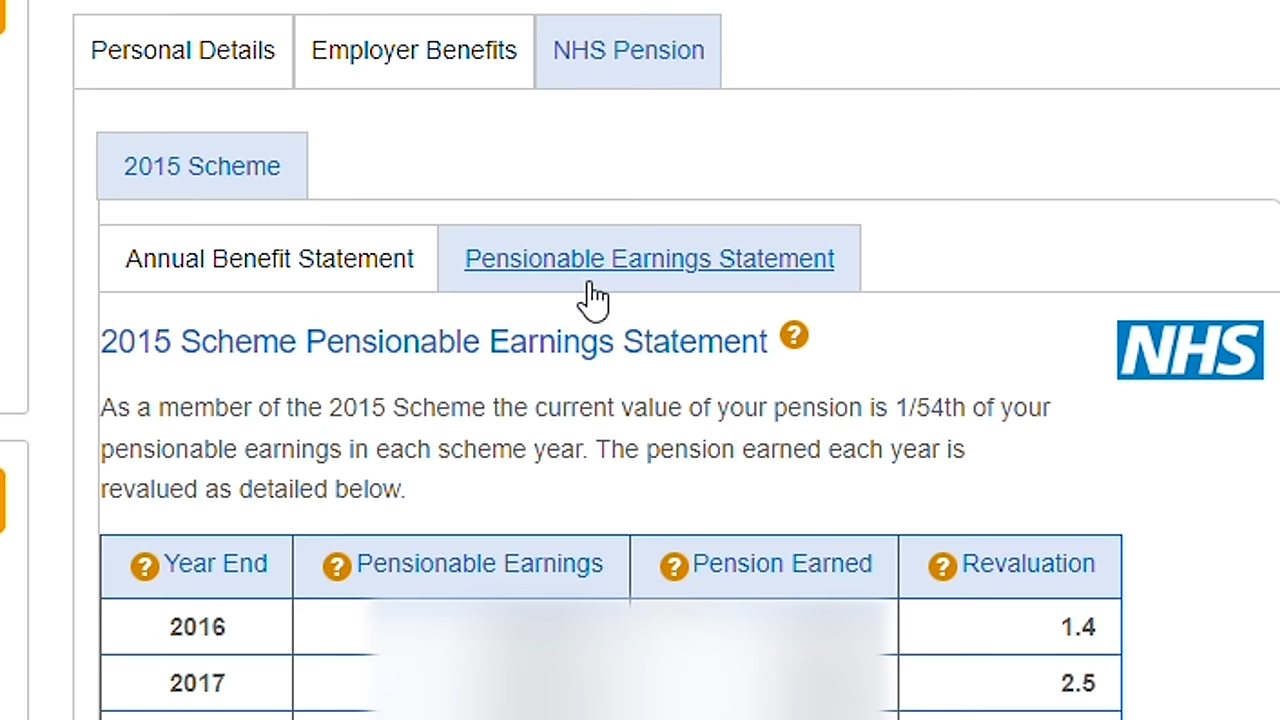 Personal Details Employer Benefits NHS Pension
2015 Scheme
Annual Benefit Statement Pensionable Earnings Statement
2015 Scheme Pensionable Earnings Statement ?
NHS
As a member of the 2015 Scheme the current value of your pension is 1/54th of your
pensionable earnings in each scheme year. The pension earned each year is
revalued as detailed below.
? Year End ? Pensionable Earnings ? Pension Earned ? Revaluation
2016 1.4
2017 2.5